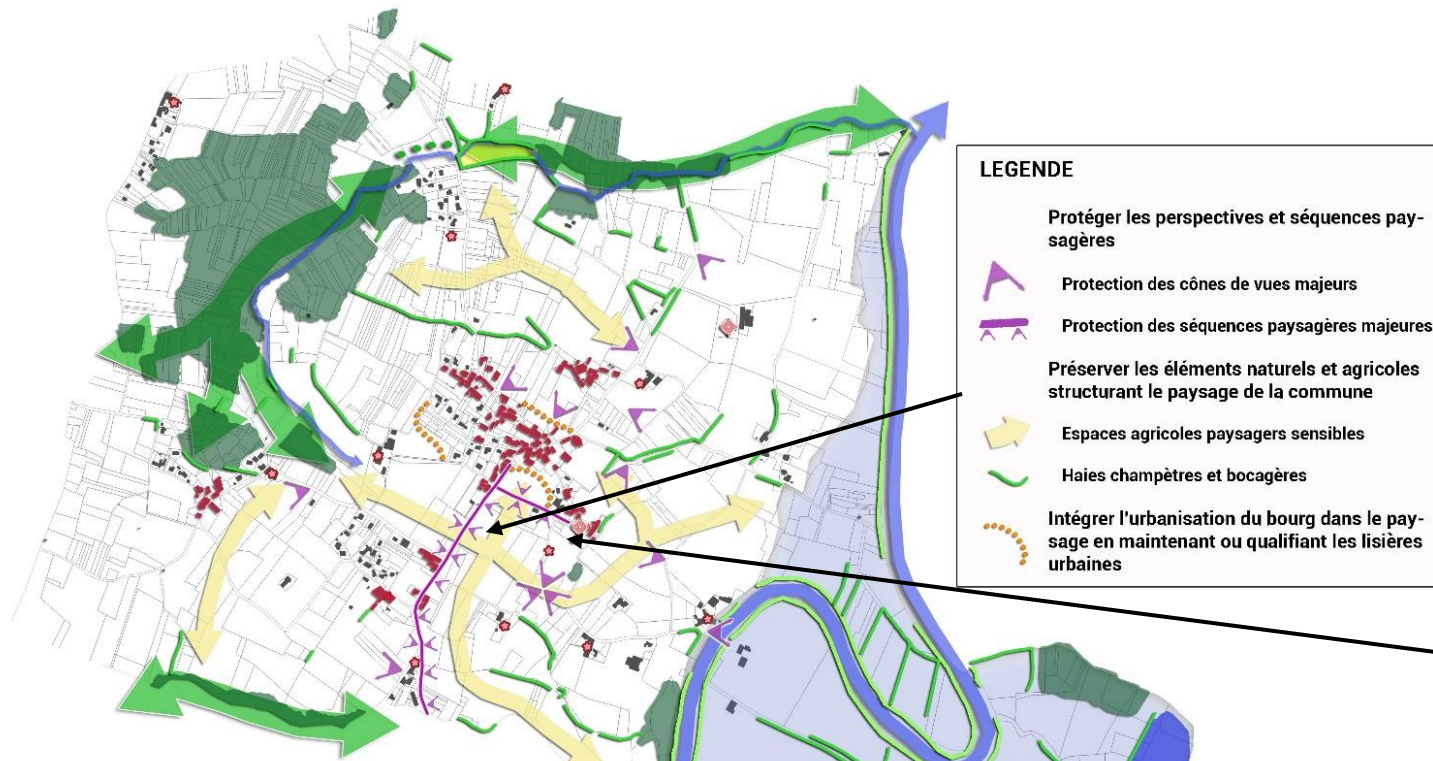 LEGENDE
Protéger les perspectives et séquences pay-
sagères
Protection des cônes de vues majeurs
Protection des séquences paysagères majeures
Préserver les éléments naturels et agricoles
structurant le paysage de la commune
Espaces agricoles paysagers sensibles
Haies champêtres et bocagères
Intégrer l'urbanisation du bourg dans le pay-
sage en maintenant ou qualifiant les lisières
urbaines